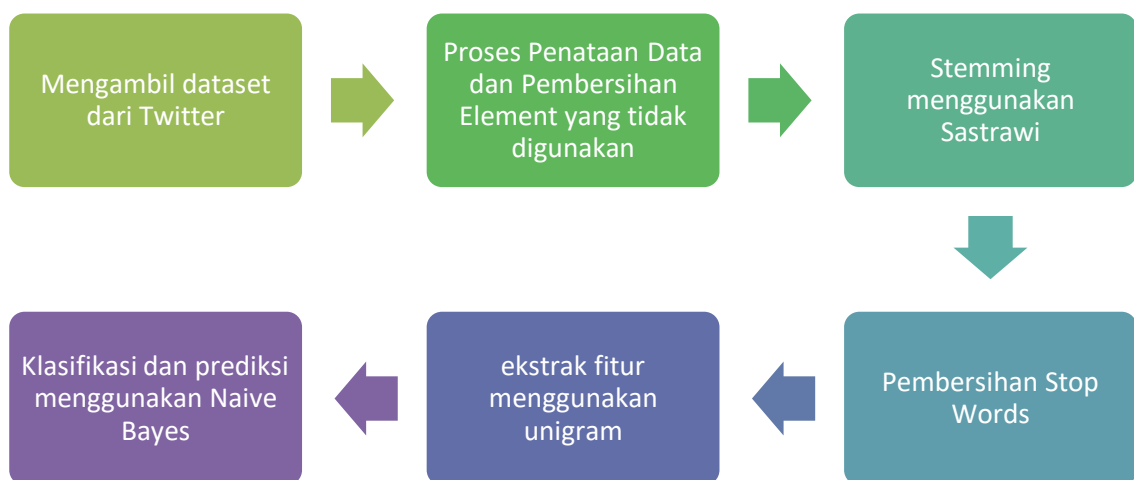 Mengambil dataset
dari Twitter
Proses Penataan Data
dan Pembersihan
Element yang tidak
digunakan
Stemming
menggunakan
Sastrawi
Pembersihan Stop
Words
ekstrak fitur
menggunakan
unigram
Klasifikasi dan prediksi
menggunakan Naive
Bayes